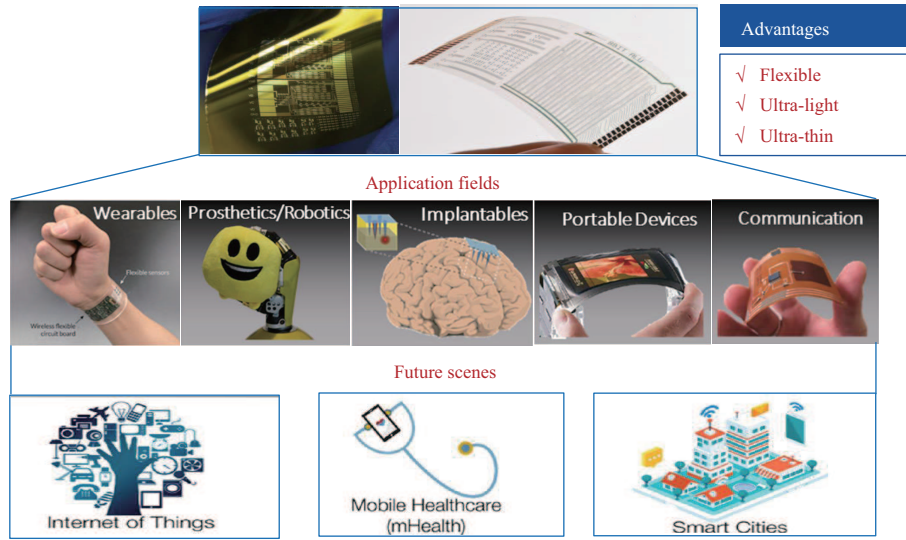 Advantages
√ Flexible
√ Ultra-light
√ Ultra-thin
Application fields
Wearables
Flexible sensors
Wireless flexible
circuit board
Prosthetics/Robotics
Implantables
Portable Devices
Communication
Future scenes
Internet of Things
Mobile Healthcare
(mHealth)
Smart Cities